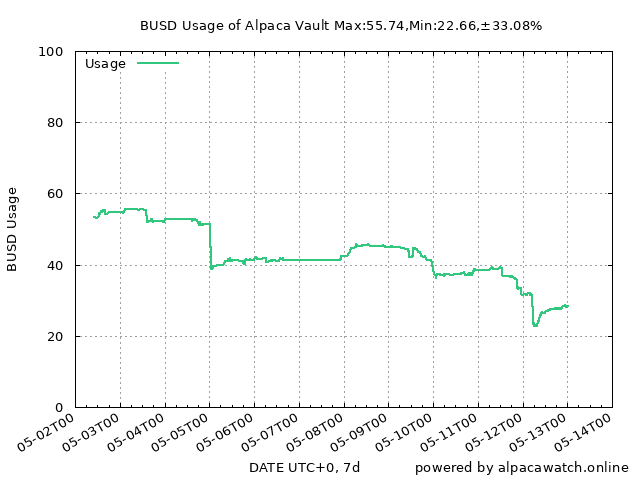 BUSD Usage of Alpaca Vault Max:55.74,Min:22.66,±33.08%
Usage
100
80
60
40
20
0
BUSD Usage
05-02T00
05-03T00
05-04T00
05-05T00
05-06T00
05-07T00
05-08T00
05-09T00
05-10T00
05-11T00
05-12T00
05-13T00
05-14T00
DATE UTC+0, 7d
powered by alpacawatch.online